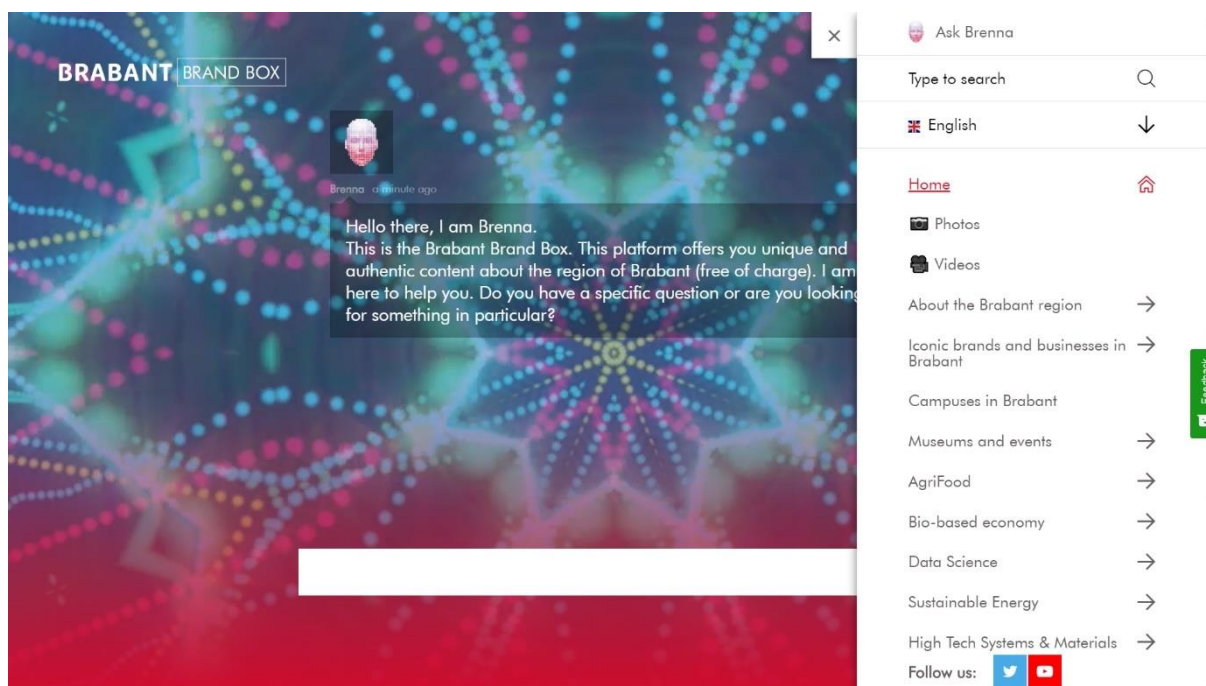 BRABANT BRAND BOX
Brenna a minute ago
Hello there, I am Brenna.
This is the Brabant Brand Box. This platform offers you unique and
authentic content about the region of Brabant (free of charge). I am
here to help you. Do you have a specific question or are you looking
for something in particular?
Ask Brenna
Type to search
English
Home
Photos
Videos
About the Brabant region
Iconic brands and businesses in
Brabant
Campuses in Brabant
Museums and events
AgriFood
Bio-based economy
Data Science
Sustainable Energy
High Tech Systems & Materials
Follow us:
Feedback